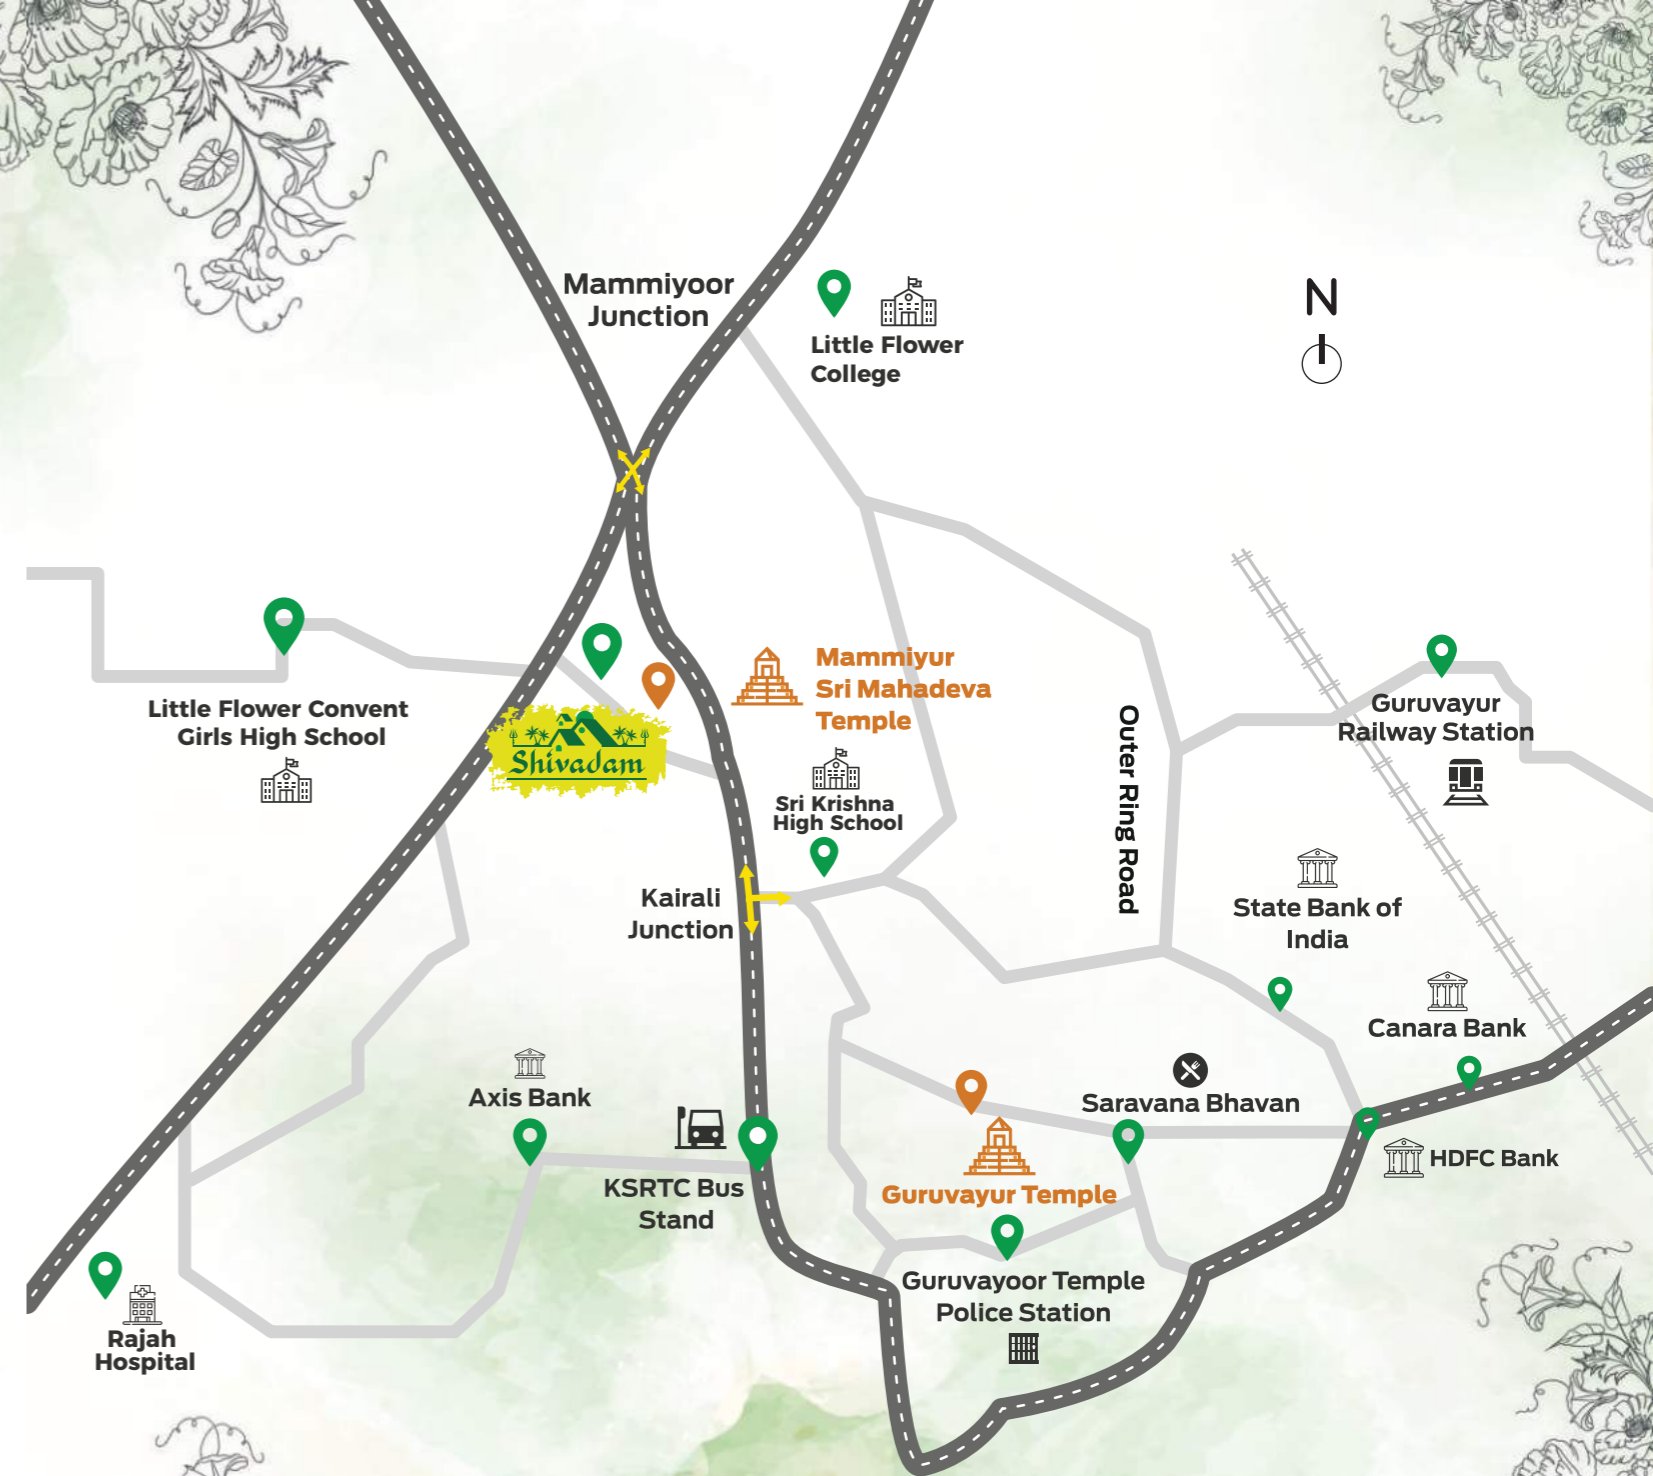 Mammiyoor
Junction
N
Little Flower
College
Mammiyur
Sri Mahadeva
Temple
Little Flower Convent
Girls High School
Shivadam
Guruvayur
Railway Station
Outer Ring Road
Sri Krishna
High School
Kairali
Junction
State Bank of
India
Canara Bank
Axis Bank
Saravana Bhavan
HDFC Bank
KSRTC Bus
Stand
Guruvayur Temple
Guruvayoor Temple
Police Station
Rajah
Hospital